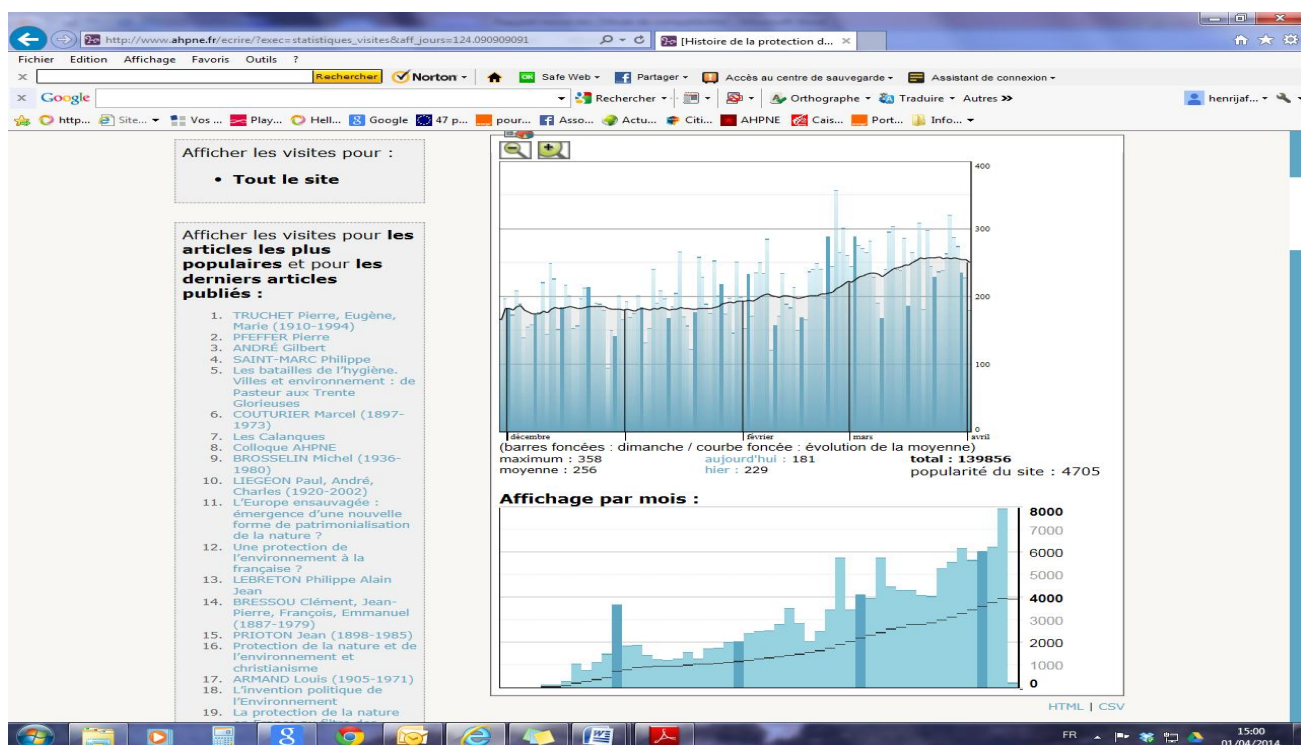 http://www.ahpne.fr/ecrire/?exec=statistiques_visites&aff_jours=124.090909091
[Histoire de la protection d...
Fichier Edition Affichage Favoris Outils ?
Rechercher Norton Safe Web Partager Accès au centre de sauvegarde Assistant de connexion
Google Rechercher Orthographe Traduire Autres henrijaf...
http... Site... Vos ... Play... Hell... Google 47 p... pour... Asso... Actu... Citi... AHPNE Cais... Port... Info...
Afficher les visites pour :
• Tout le site
Afficher les visites pour les
articles les plus
populaires et pour les
derniers articles
publiés :
1. TRUCHET Pierre, Eugène,
Marie (1910-1994)
2. PFEFFER Pierre
3. ANDRÉ Gilbert
4. SAINT-MARC Philippe
5. Les batailles de l'hygiène.
Villes et environnement : de
Pasteur aux Trente
Glorieuses
6. COUTURIER Marcel (1897-
1973)
7. Les Calanques
8. Colloque AHPNE
9. BROSSELIN Michel (1936-
1980)
10. LIEGEON Paul, André,
Charles (1920-2002)
11. L'Europe ensauvagée :
émergence d'une nouvelle
forme de patrimonialisation
de la nature ?
12. Une protection de
l'environnement à la
française ?
13. LEBRETON Philippe Alain
Jean
14. BRESSOU Clément, Jean-
Pierre, François, Emmanuel
(1887-1979)
15. PRIOTON Jean (1898-1985)
16. Protection de la nature et de
l'environnement et
christianisme
17. ARMAND Louis (1905-1971)
18. L'invention politique de
l'Environnement
19. La protection de la nature
400
300
200
100
0
décembre février mars avril
(barres foncées : dimanche / courbe foncée : évolution de la moyenne)
maximum : 358 aujourd'hui : 181 total : 139856
moyenne : 256 hier : 229 popularité du site : 4705
Affichage par mois :
8000
7000
6000
5000
4000
3000
2000
1000
0
HTML | CSV
FR 15:00
01/04/2014